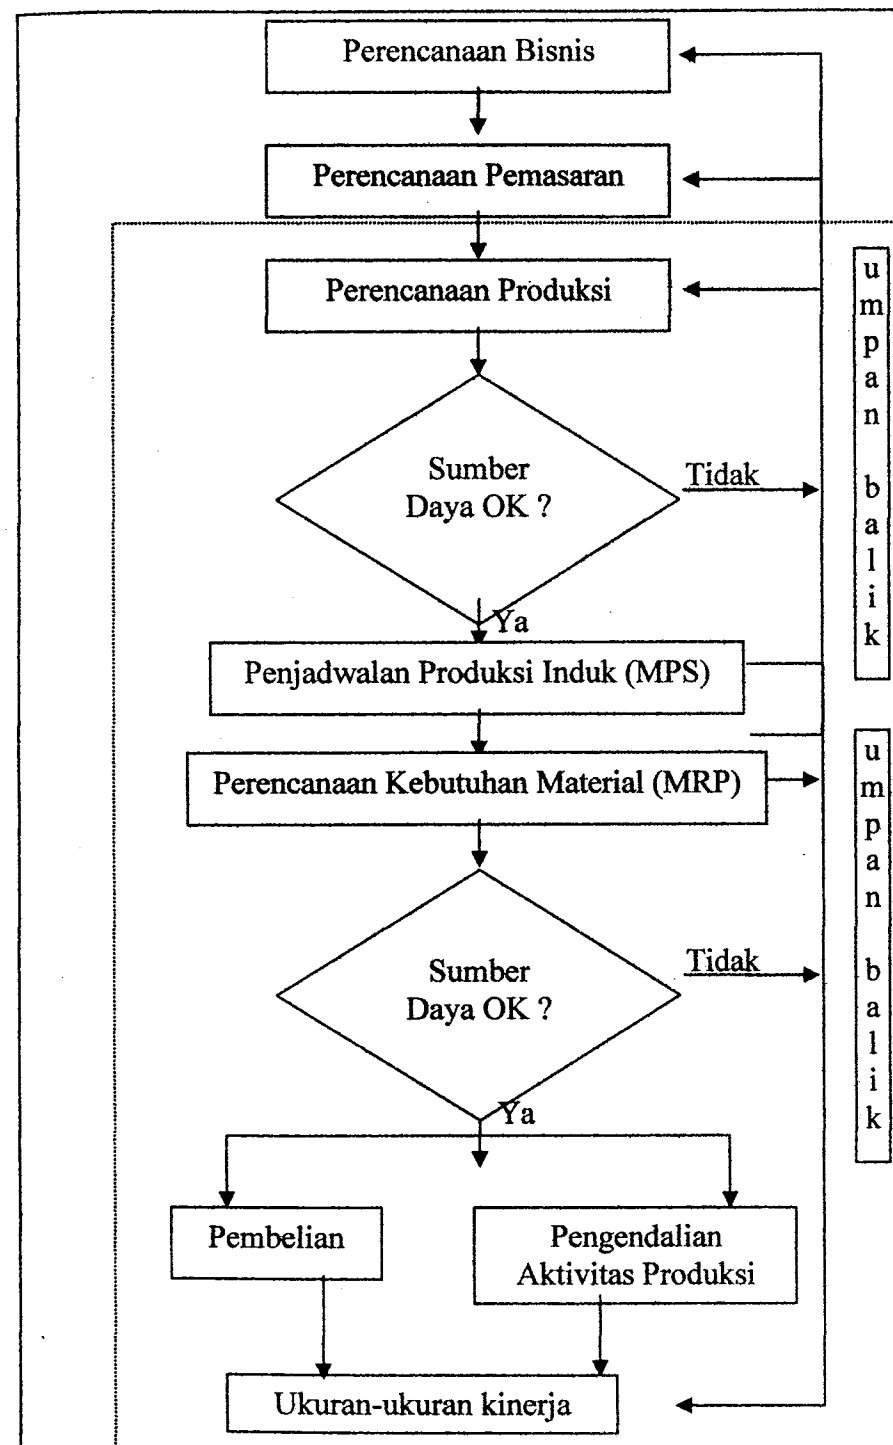 Perencanaan Bisnis
Perencanaan Pemasaran
Perencanaan Produksi
Sumber
Daya OK ?
Tidak
Ya
umpan balik
Penjadwalan Produksi Induk (MPS)
Perencanaan Kebutuhan Material (MRP)
Sumber
Daya OK ?
Tidak
Ya
umpan balik
Pembelian
Pengendalian
Aktivitas Produksi
Ukuran-ukuran kinerja